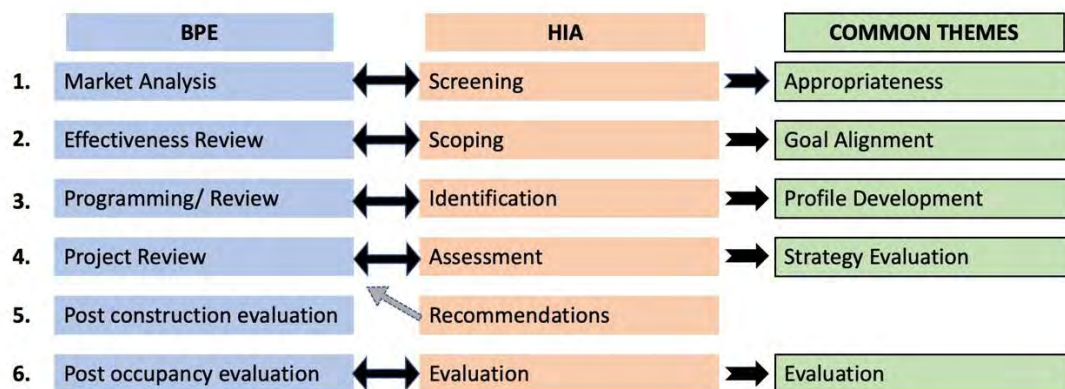 BPE HIA COMMON THEMES
1. Market Analysis Screening Appropriateness
2. Effectiveness Review Scoping Goal Alignment
3. Programming/ Review Identification Profile Development
4. Project Review Assessment Strategy Evaluation
5. Post construction evaluation Recommendations
6. Post occupancy evaluation Evaluation Evaluation